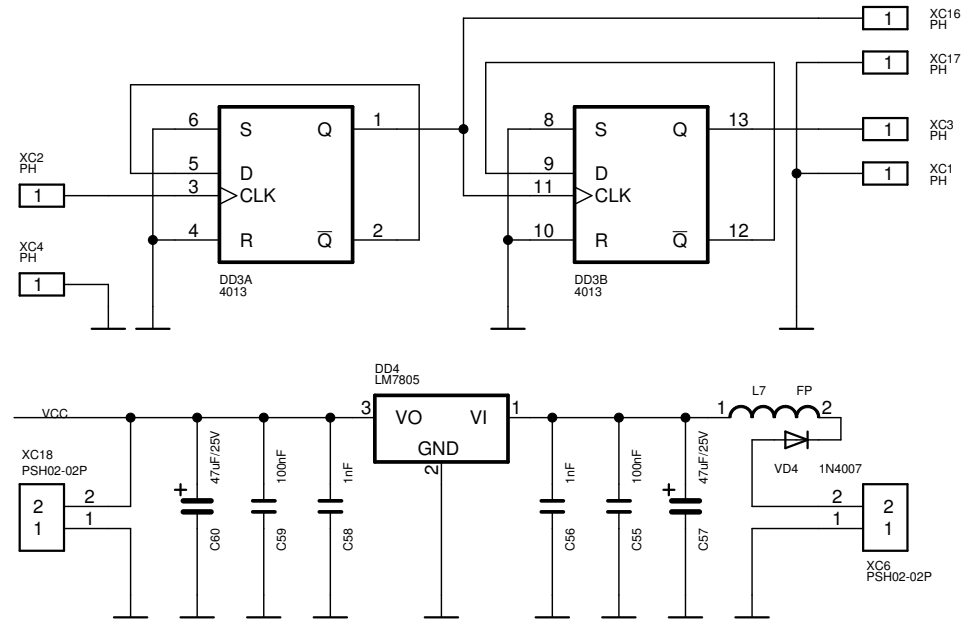 XC16
PH
1
XC17
PH
1
XC3
PH
1
XC1
PH
1
XC2
PH
1
XC4
PH
1
6 S Q 1
5 D
3 CLK
4 R Q̅ 2
DD3A
4013
8 S Q 13
9 D
11 CLK
10 R Q̅ 12
DD3B
4013
DD4
LM7805
3 VO VI 1
GND
2
VCC
XC18
PSH02-02P
2 2
1 1
47uF/25V
+
C60
100nF
C59
1nF
C58
1nF
C56
100nF
C55
47uF/25V
+
C57
L7 FP
1 2
VD4 1N4007
2 2
1 1
XC6
PSH02-02P